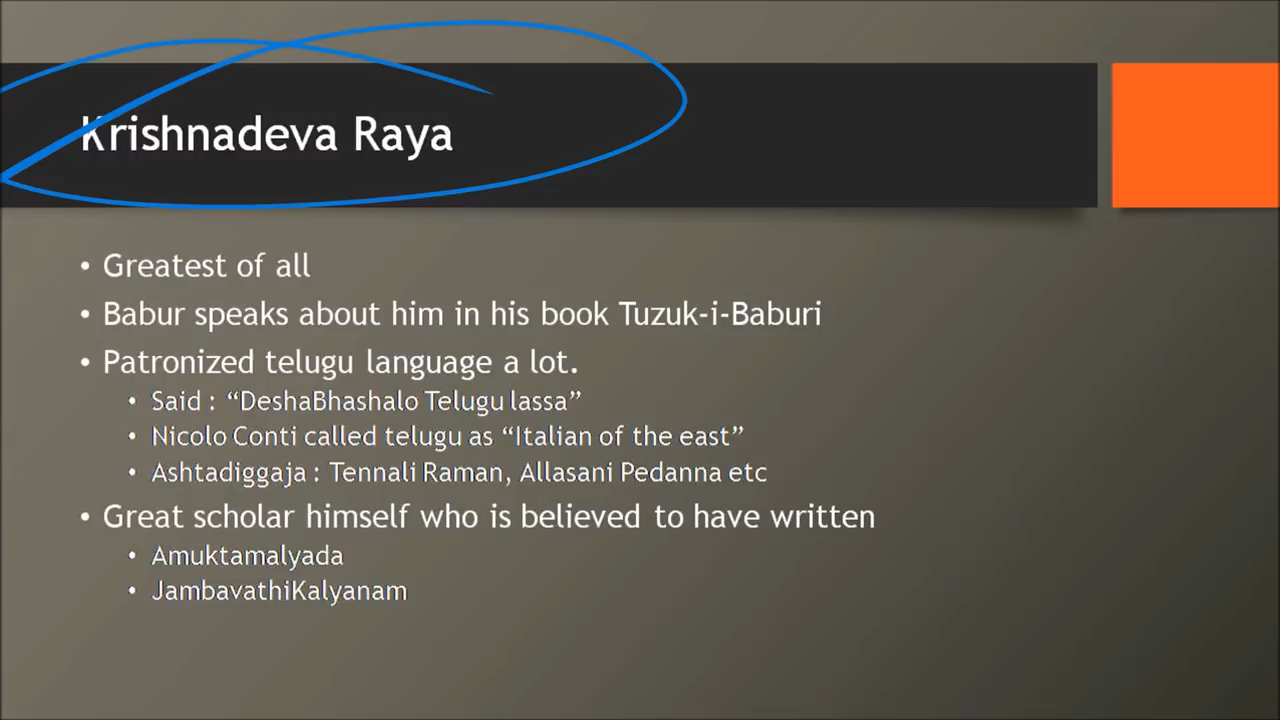 Krishnadeva Raya
• Greatest of all
• Babur speaks about him in his book Tuzuk-i-Baburi
• Patronized telugu language a lot.
• Said : “DeshaBhashalo Telugu lassa”
• Nicolo Conti called telugu as “Italian of the east”
• Ashtadiggaja : Tennali Raman, Allasani Pedanna etc
• Great scholar himself who is believed to have written
• Amuktamalyada
• JambavathiKalyanam